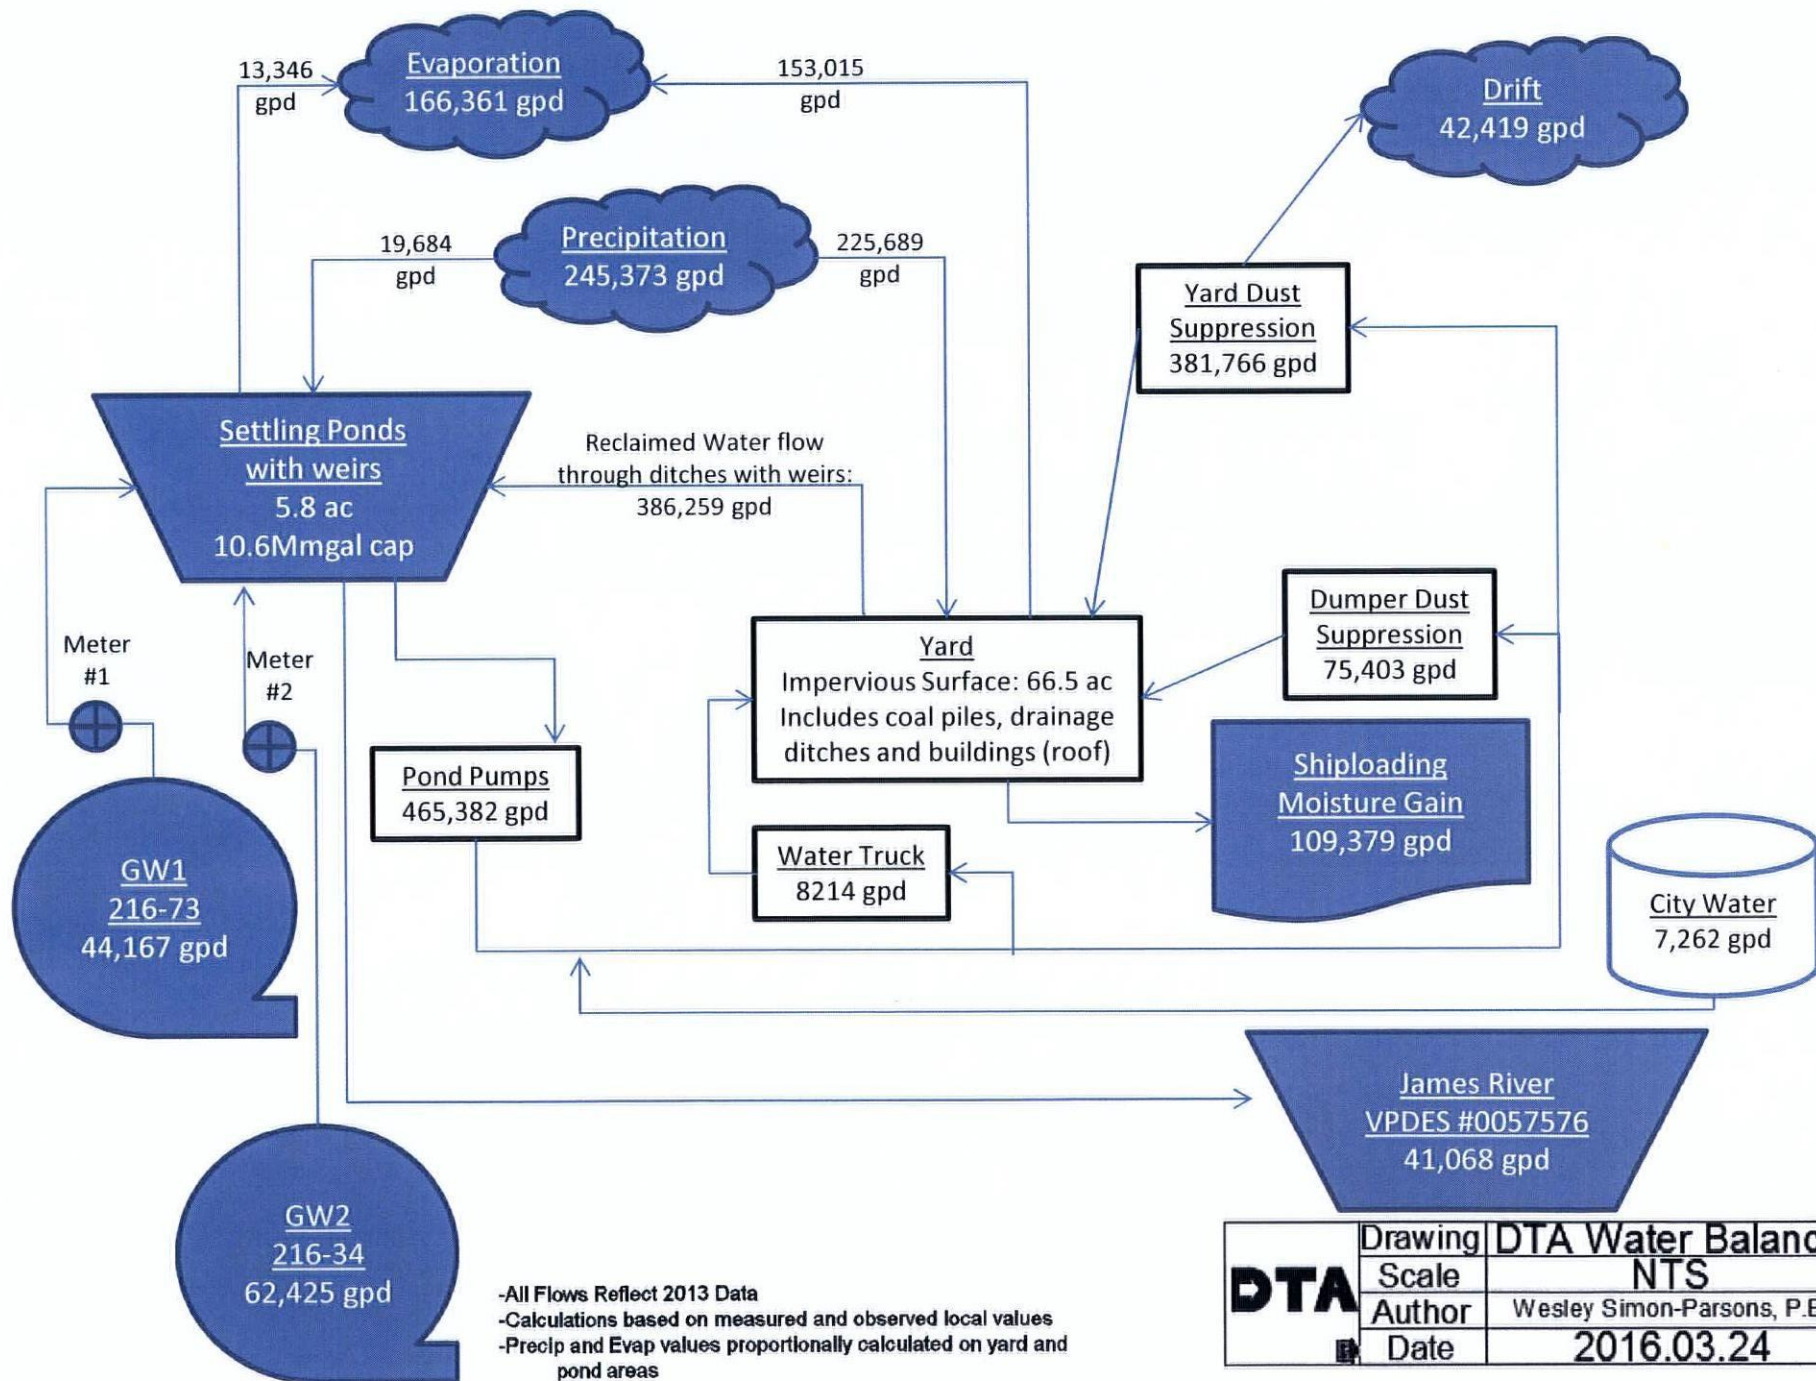 13,346
gpd
Evaporation
166,361 gpd
153,015
gpd
Drift
42,419 gpd
19,684
gpd
Precipitation
245,373 gpd
225,689
gpd
Yard Dust
Suppression
381,766 gpd
Settling Ponds
with weirs
5.8 ac
10.6Mmgal cap
Reclaimed Water flow
through ditches with weirs:
386,259 gpd
Meter
#1
Meter
#2
Yard
Impervious Surface: 66.5 ac
Includes coal piles, drainage
ditches and buildings (roof)
Dumper Dust
Suppression
75,403 gpd
Pond Pumps
465,382 gpd
Water Truck
8214 gpd
Shiploading
Moisture Gain
109,379 gpd
City Water
7,262 gpd
GW1
216-73
44,167 gpd
James River
VPDES #0057576
41,068 gpd
GW2
216-34
62,425 gpd
-All Flows Reflect 2013 Data
-Calculations based on measured and observed local values
-Precip and Evap values proportionally calculated on yard and
pond areas
DTA
Drawing DTA Water Balanc
Scale NTS
Author Wesley Simon-Parsons, P.E
Date 2016.03.24